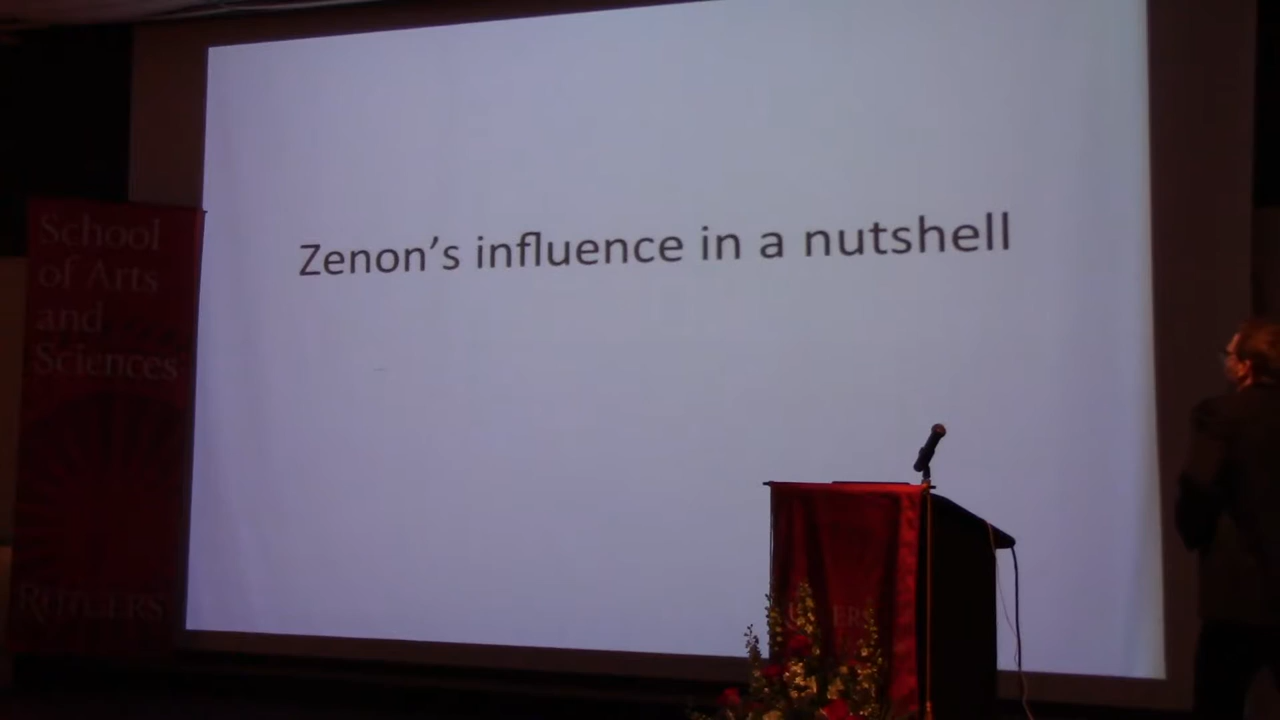 Zenon's influence in a nutshell
School
of Arts
and
Sciences
RUTGERS